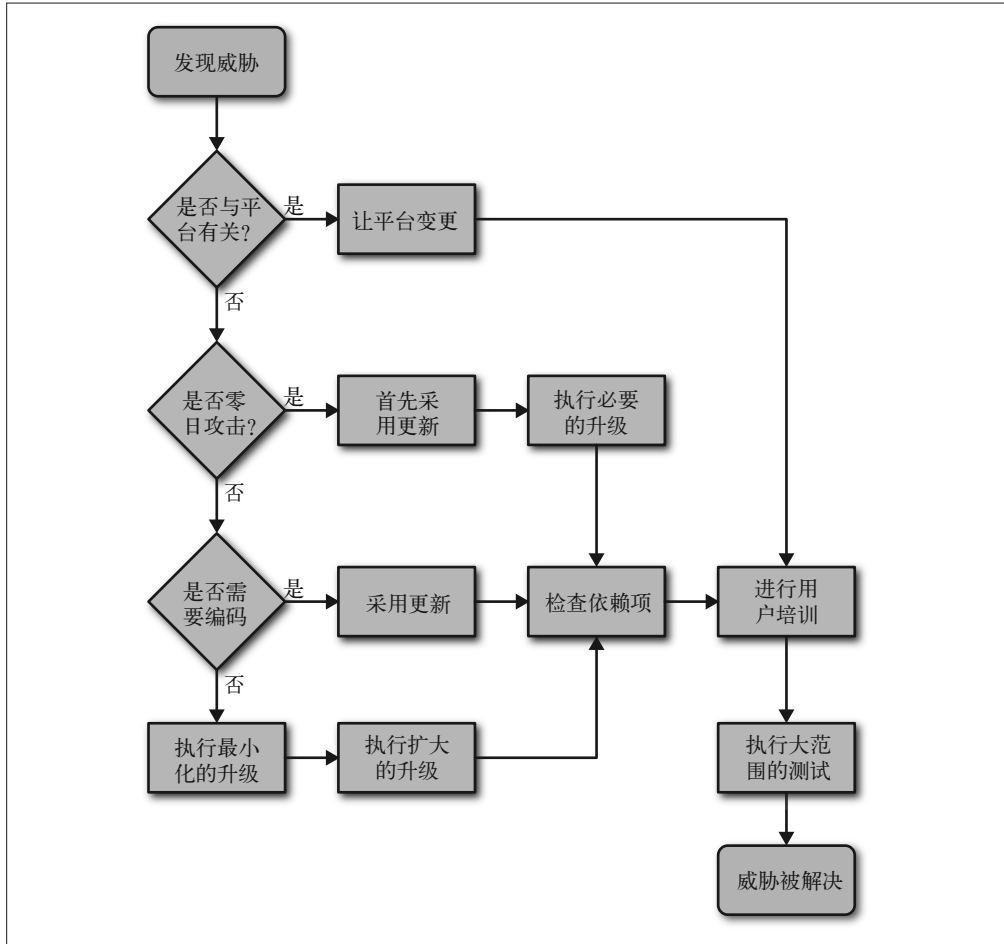 发现威胁
是否与平
台有关?
是
让平台变更
否
是否零
日攻击?
是
首先采
用更新
执行必要
的升级
否
是否需
要编码
是
采用更新
检查依赖项
进行用
户培训
否
执行最小
化的升级
执行扩大
的升级
执行大范
围的测试
威胁被解决